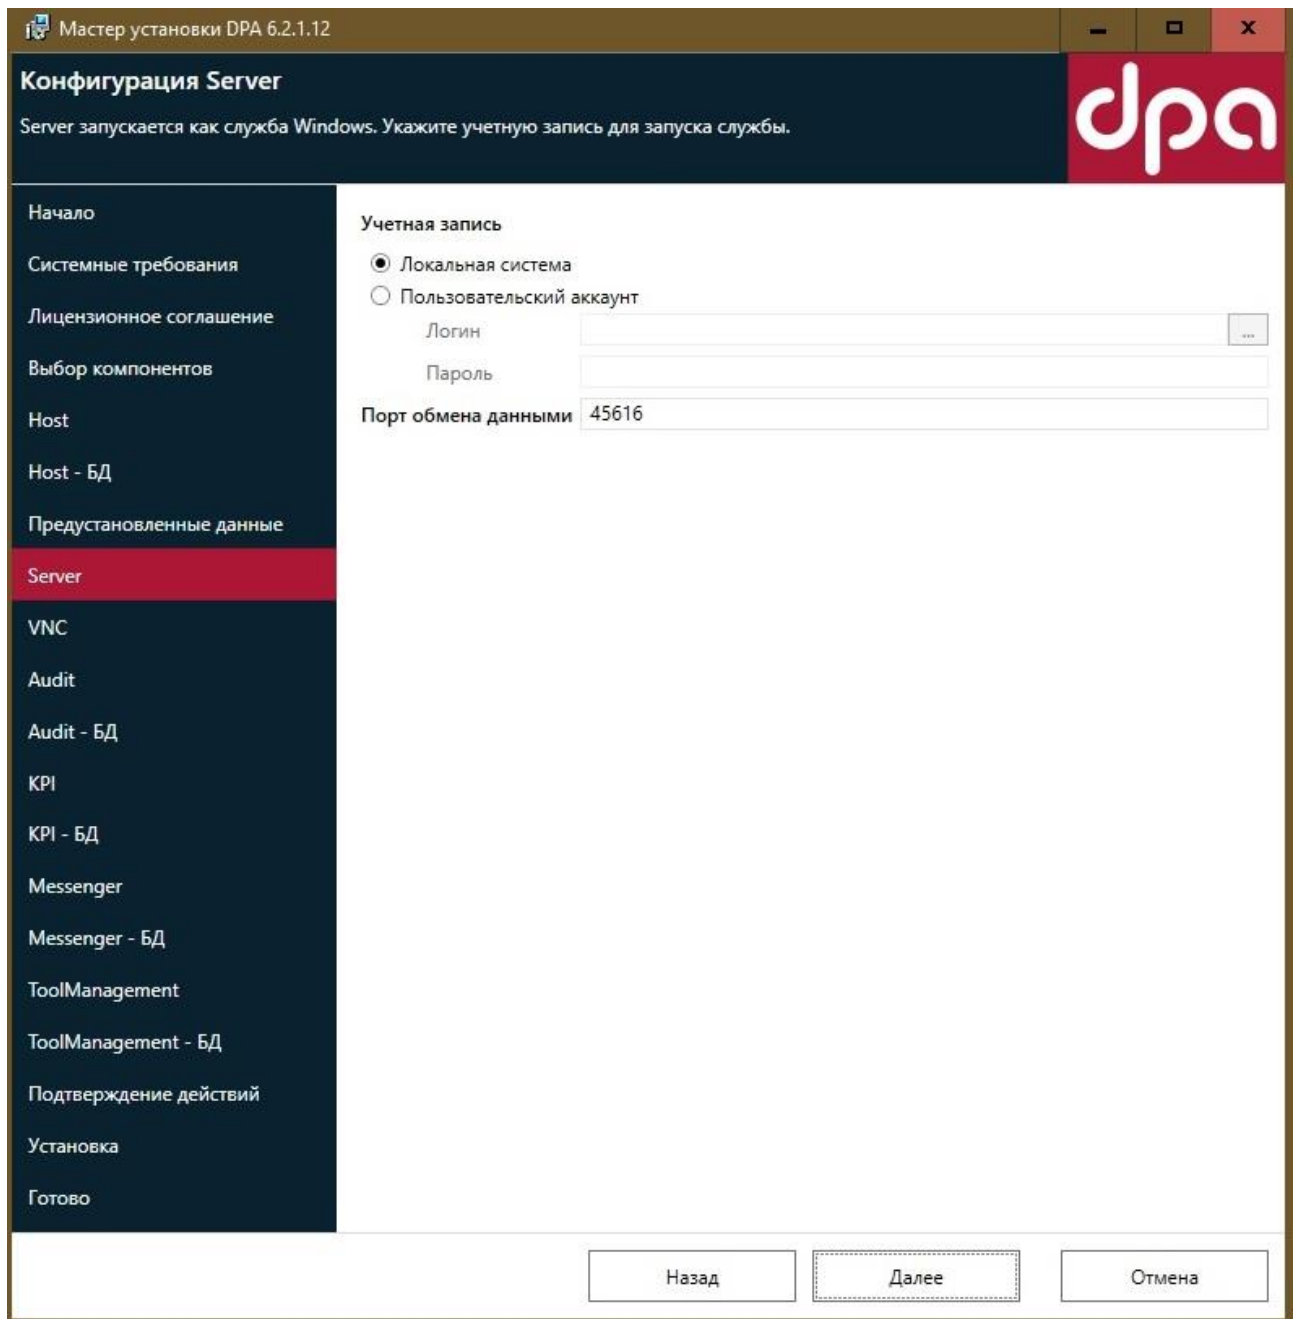 Мастер установки DPA 6.2.1.12
Конфигурация Server
Server запускается как служба Windows. Укажите учетную запись для запуска службы.
dpa
Начало
Системные требования
Лицензионное соглашение
Выбор компонентов
Host
Host - БД
Предустановленные данные
Server
VNC
Audit
Audit - БД
KPI
KPI - БД
Messenger
Messenger - БД
ToolManagement
ToolManagement - БД
Подтверждение действий
Установка
Готово
Учетная запись
Локальная система
Пользовательский аккаунт
Логин
...
Пароль
Порт обмена данными 45616
Назад
Далее
Отмена